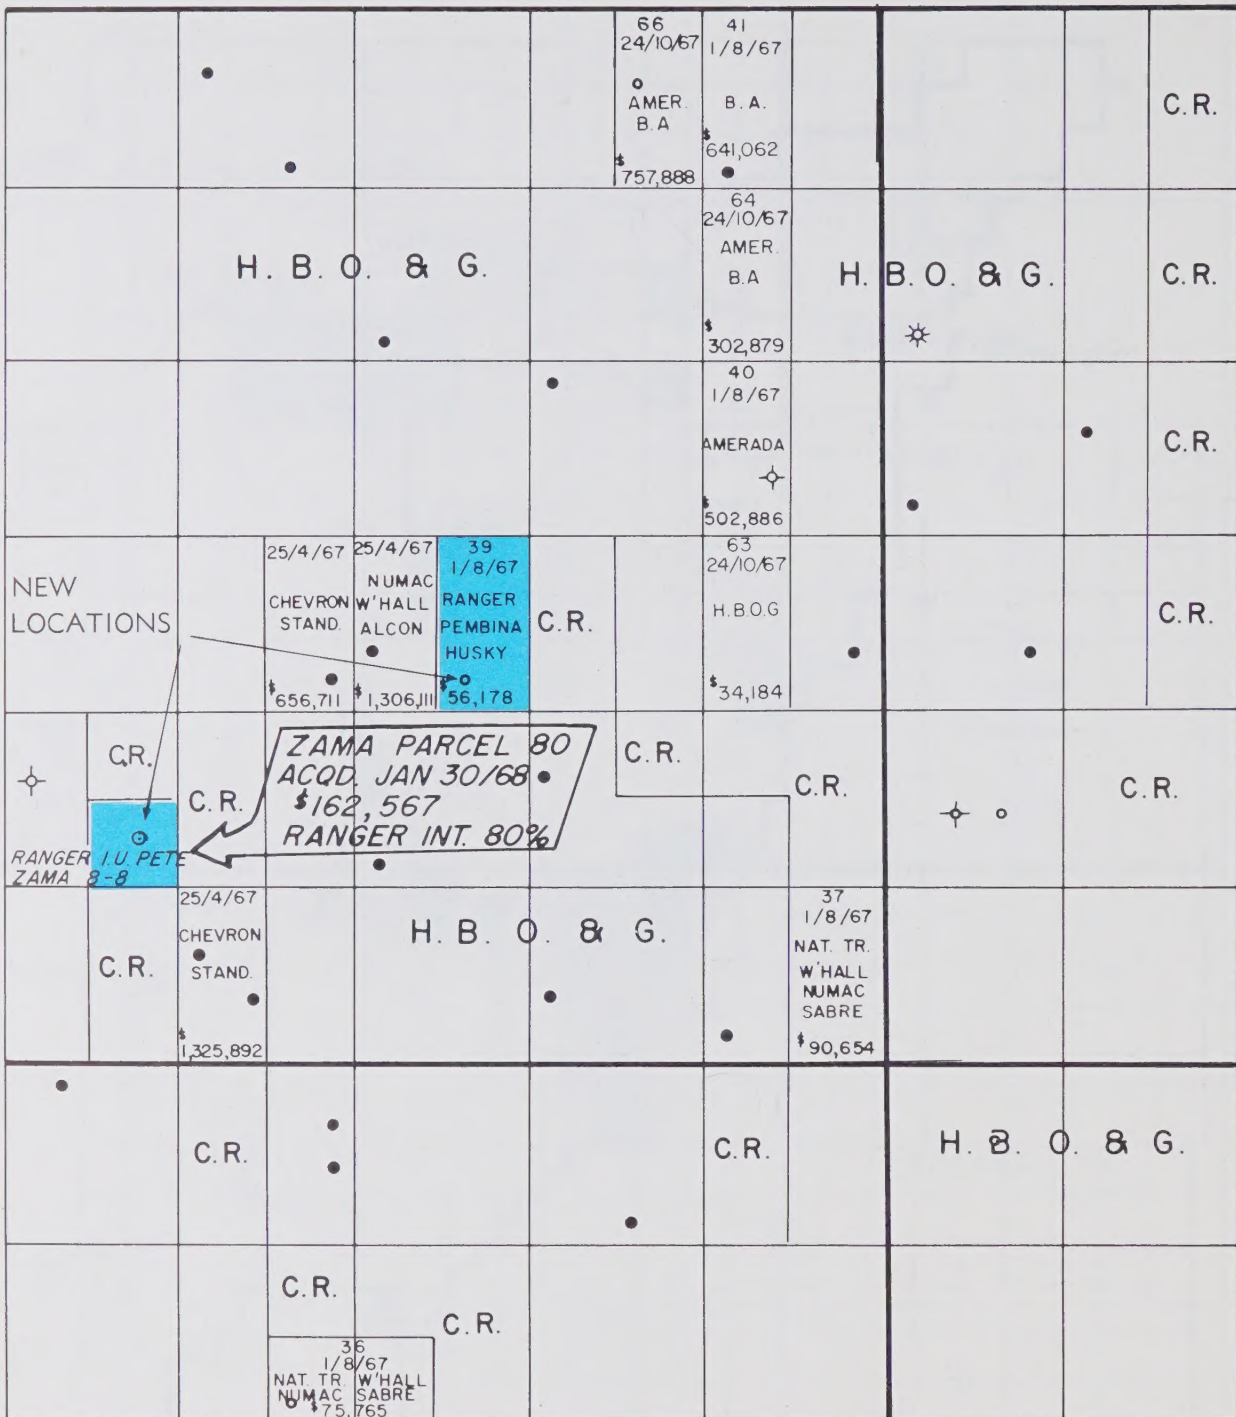 66
24/10/67
AMER.
B.A
$
757,888
41
1/8/67
B.A.
$
641,062
C.R.
H. B. O. & G.
64
24/10/67
AMER.
B.A
$
302,879
H. B. O. & G.
C.R.
40
1/8/67
AMERADA
$
502,886
C.R.
NEW
LOCATIONS
25/4/67
CHEVRON
STAND.
$656,711
25/4/67
NUMAC
W'HALL
ALCON
$1,306,111
39
1/8/67
RANGER
PEMBINA
HUSKY
$
56,178
C.R.
63
24/10/67
H.B.O.G
$34,184
C.R.
C.R.
C.R.
ZAMA PARCEL 80
ACQD. JAN 30/68
$162,567
RANGER INT. 80%
C.R.
C.R.
C.R.
RANGER I.U. PETE
ZAMA 8-8
C.R.
25/4/67
CHEVRON
STAND.
$
1,325,892
H. B. O. & G.
37
1/8/67
NAT. TR.
W'HALL
NUMAC
SABRE
$90,654
C.R.
C.R.
H. B. O. & G.
C.R.
C.R.
36
1/8/67
NAT. TR. W'HALL
NUMAC SABRE
$75,765